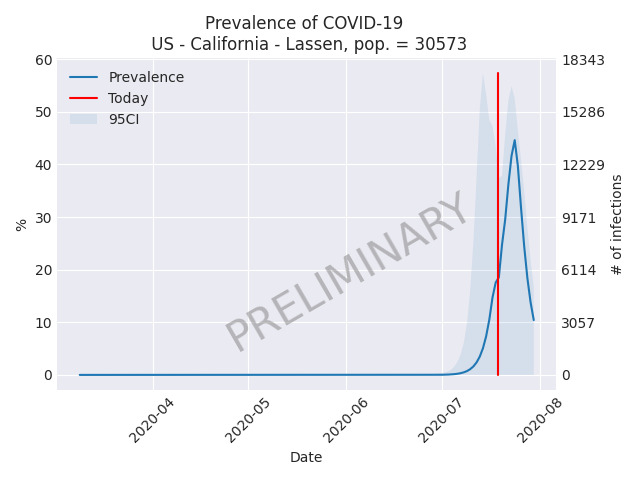 Prevalence of COVID-19
US - California - Lassen, pop. = 30573
Prevalence
Today
95CI
60
50
40
30
20
10
0
%
18343
15286
12229
9171
6114
3057
0
# of infections
PRELIMINARY
2020-04
2020-05
2020-06
2020-07
2020-08
Date